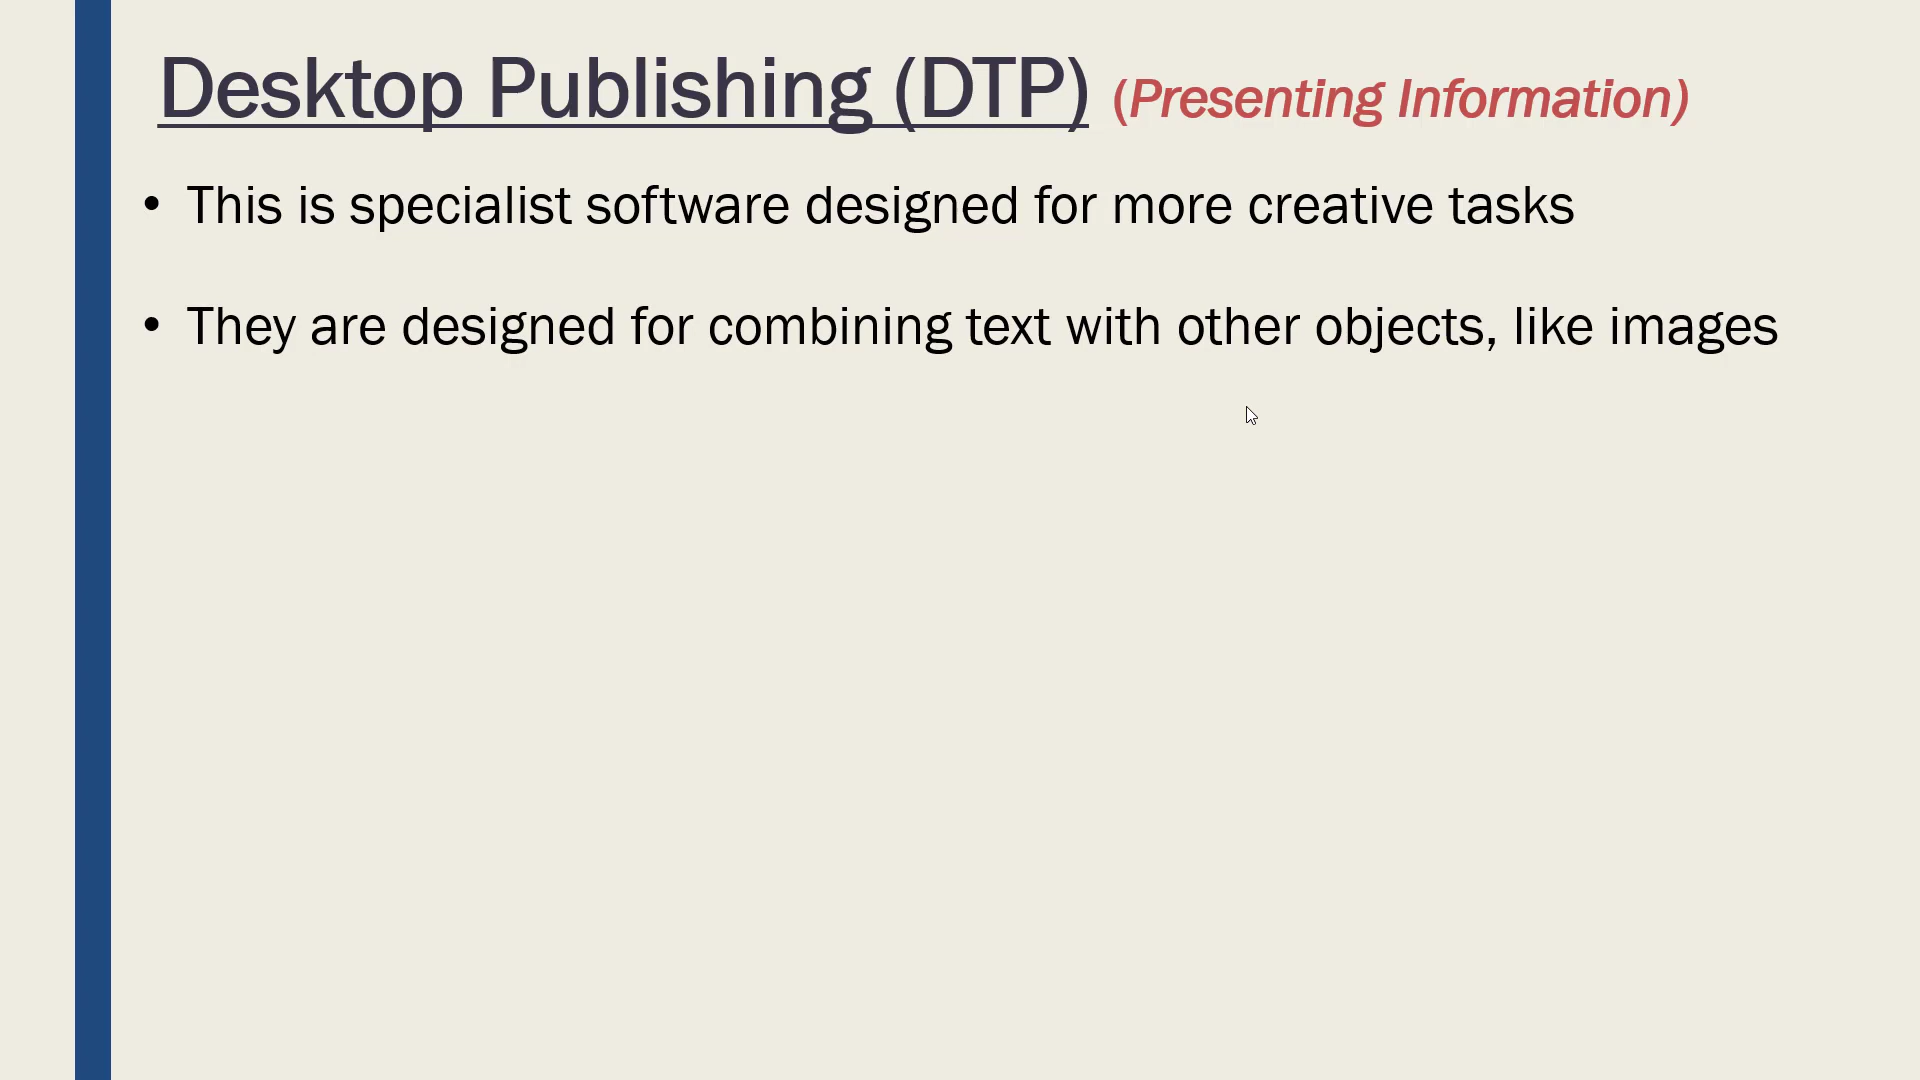 Desktop Publishing (DTP) (Presenting Information)
• This is specialist software designed for more creative tasks
• They are designed for combining text with other objects, like images